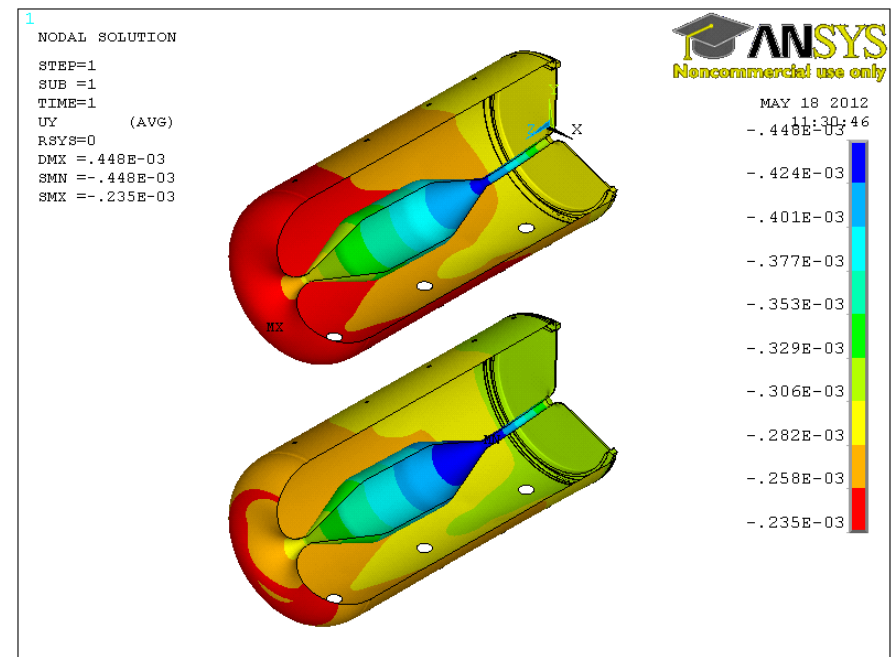 1
NODAL SOLUTION
STEP=1
SUB =1
TIME=1
UY (AVG)
RSYS=0
DMX =.448E-03
SMN =-.448E-03
SMX =-.235E-03
ANSYS
Noncommercial use only
MAY 18 2012
11:30:46
-.448E-03
-.424E-03
-.401E-03
-.377E-03
-.353E-03
-.329E-03
-.306E-03
-.282E-03
-.258E-03
-.235E-03
Z
X
MX